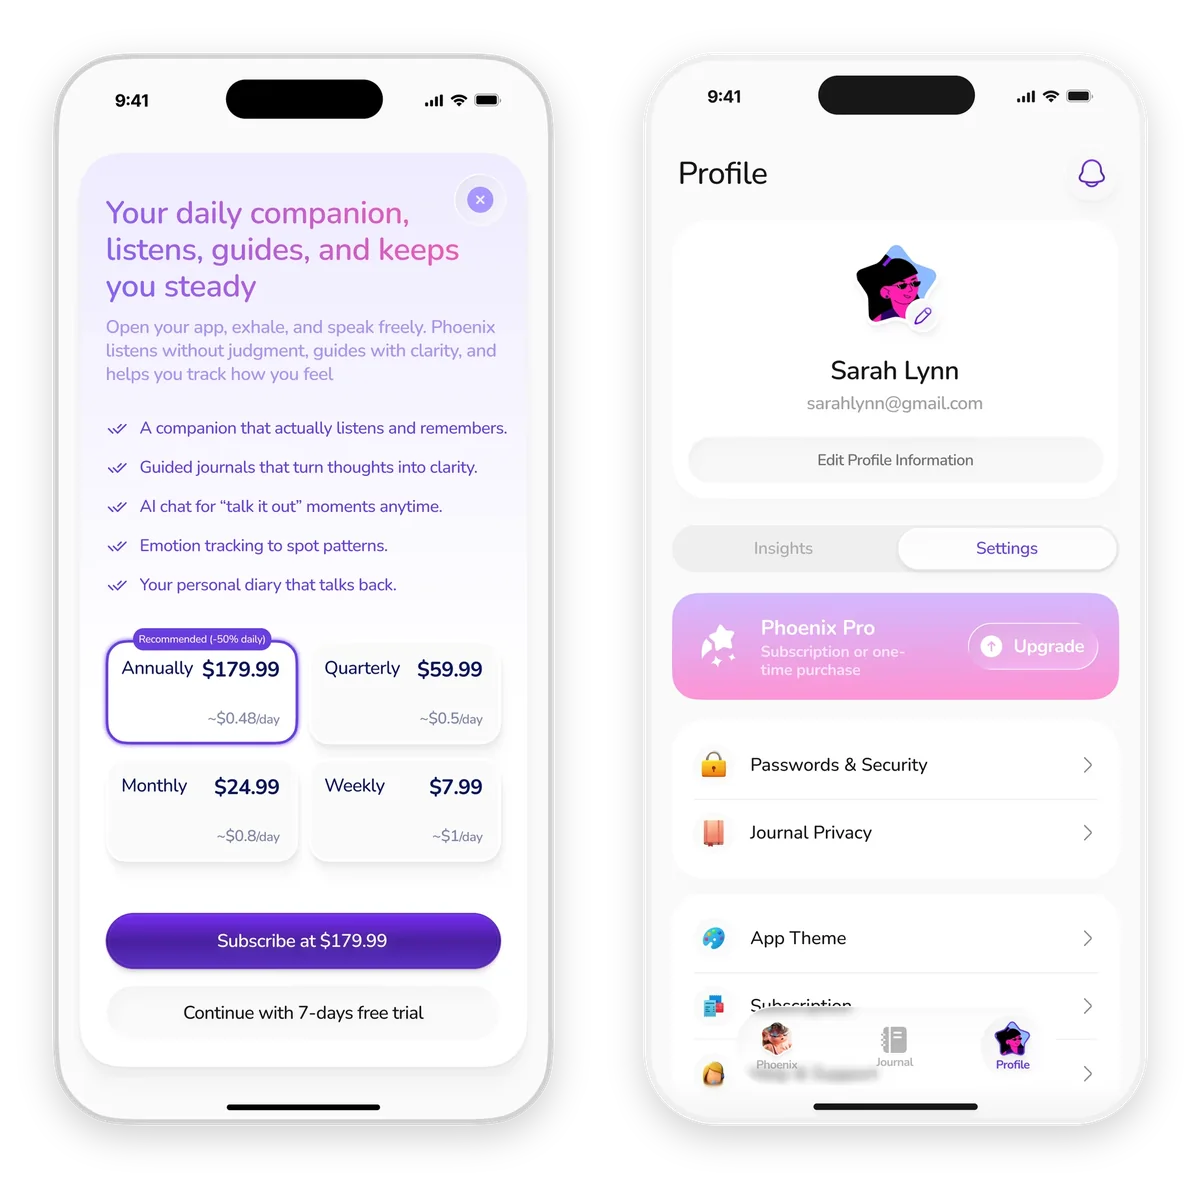 9:41
Your daily companion,
listens, guides, and keeps
you steady
Open your app, exhale, and speak freely. Phoenix
listens without judgment, guides with clarity, and
helps you track how you feel
A companion that actually listens and remembers.
Guided journals that turn thoughts into clarity.
AI chat for “talk it out” moments anytime.
Emotion tracking to spot patterns.
Your personal diary that talks back.
Recommended (-50% daily)
Annually $179.99
~$0.48/day
Quarterly $59.99
~$0.5/day
Monthly $24.99
~$0.8/day
Weekly $7.99
~$1/day
Subscribe at $179.99
Continue with 7-days free trial
9:41
Profile
Sarah Lynn
sarahlynn@gmail.com
Edit Profile Information
Insights
Settings
Phoenix Pro
Subscription or one-
time purchase
Upgrade
Passwords & Security
Journal Privacy
App Theme
Subscription
Help & Support
Phoenix
Journal
Profile